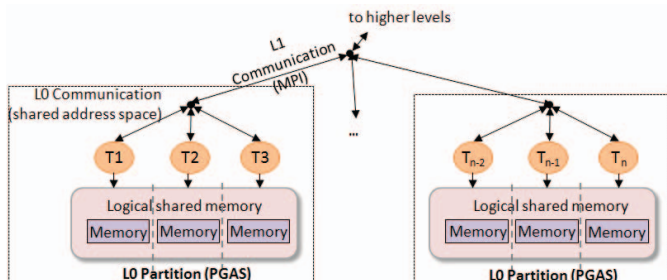 to higher levels
L1
Communication
(MPI)
L0 Communication
(shared address space)
...
T1 T2 T3
Tn-2 Tn-1 Tn
Logical shared memory
Memory Memory Memory
L0 Partition (PGAS)
Logical shared memory
Memory Memory Memory
L0 Partition (PGAS)